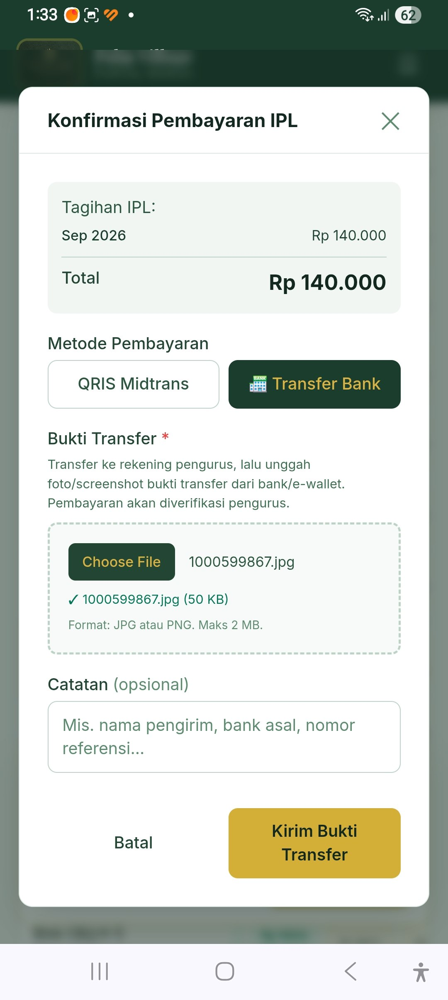 1:33
62
Konfirmasi Pembayaran IPL
Tagihan IPL:
Sep 2026 Rp 140.000
Total Rp 140.000
Metode Pembayaran
QRIS Midtrans
BANK Transfer Bank
Bukti Transfer *
Transfer ke rekening pengurus, lalu unggah
foto/screenshot bukti transfer dari bank/e-wallet.
Pembayaran akan diverifikasi pengurus.
Choose File 1000599867.jpg
✓ 1000599867.jpg (50 KB)
Format: JPG atau PNG. Maks 2 MB.
Catatan (opsional)
Mis. nama pengirim, bank asal, nomor
referensi...
Batal
Kirim Bukti
Transfer